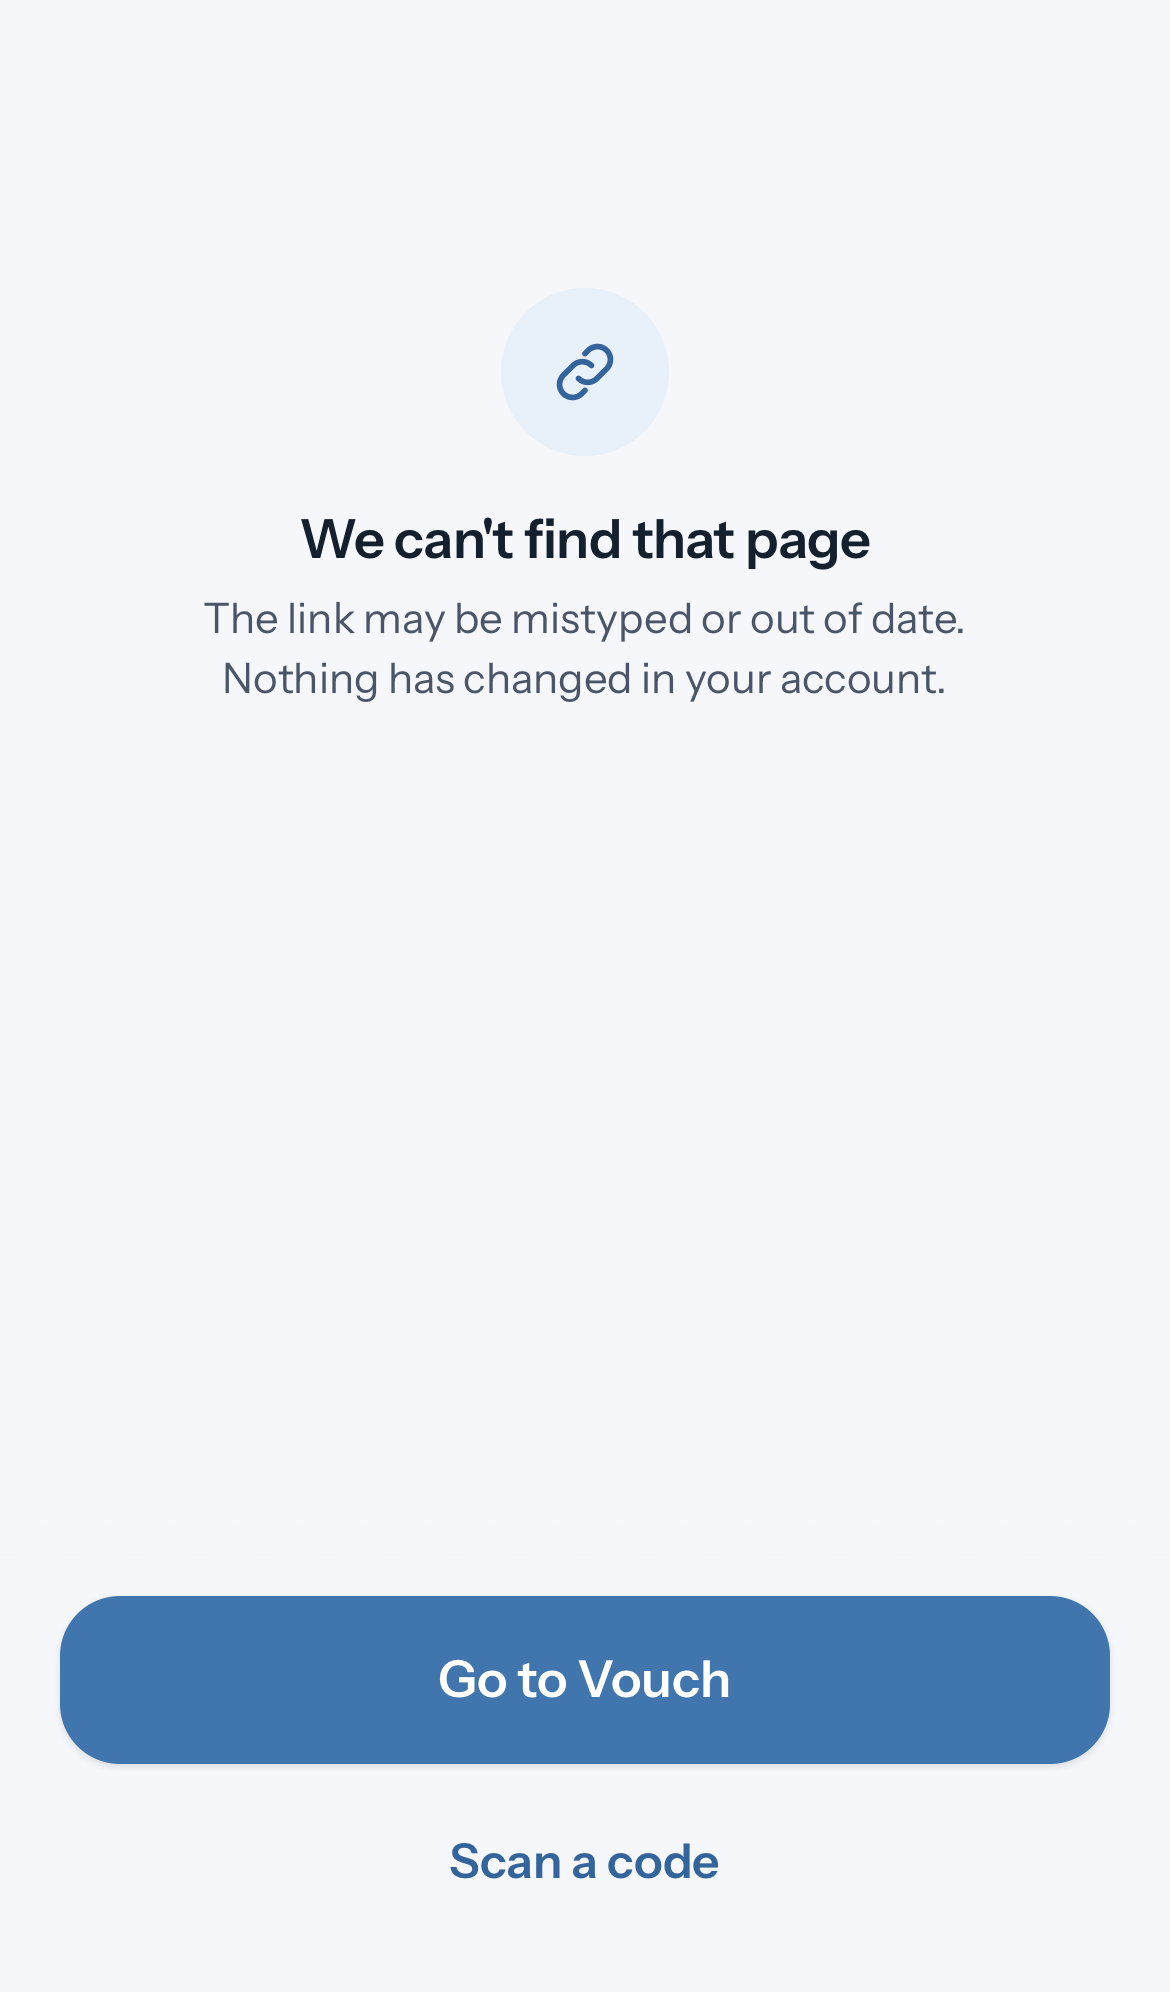 We can't find that page
The link may be mistyped or out of date.
Nothing has changed in your account.
Go to Vouch
Scan a code